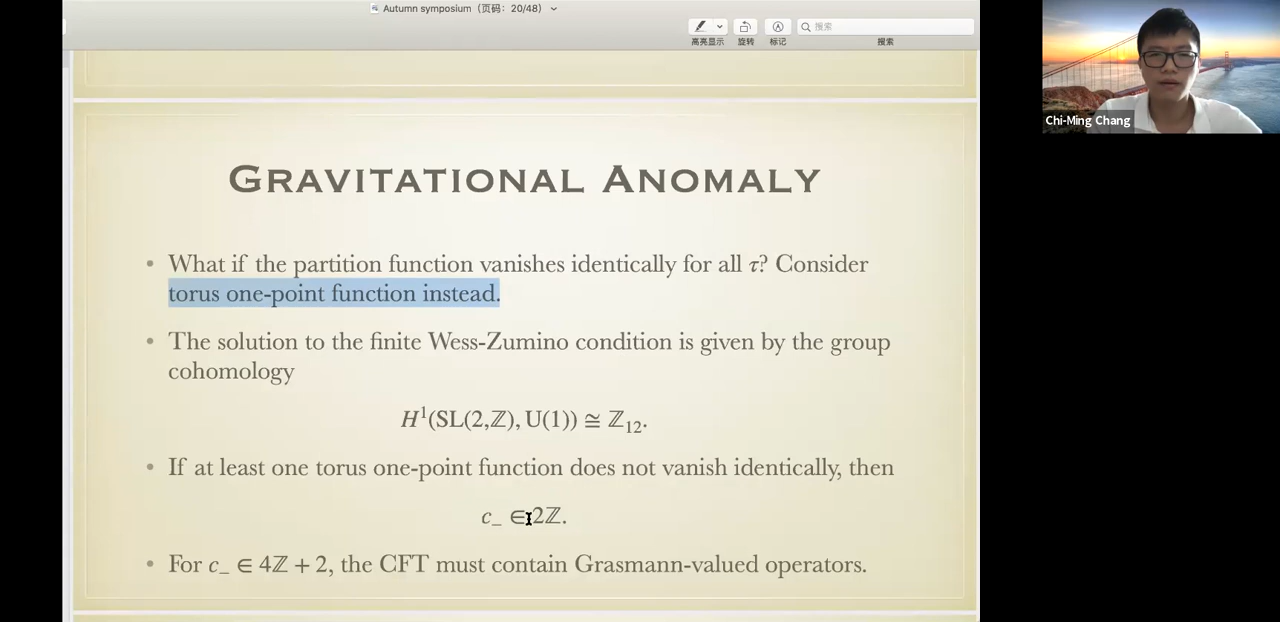 Autumn symposium（页码：20/48）
高亮显示
旋转
标记
搜索
搜索
Chi-Ming Chang
GRAVITATIONAL ANOMALY
• What if the partition function vanishes identically for all τ? Consider
torus one-point function instead.
• The solution to the finite Wess-Zumino condition is given by the group
cohomology
H¹(SL(2,ℤ), U(1)) ≅ ℤ₁₂.
• If at least one torus one-point function does not vanish identically, then
c₋ ∈ 2ℤ.
• For c₋ ∈ 4ℤ + 2, the CFT must contain Grasmann-valued operators.